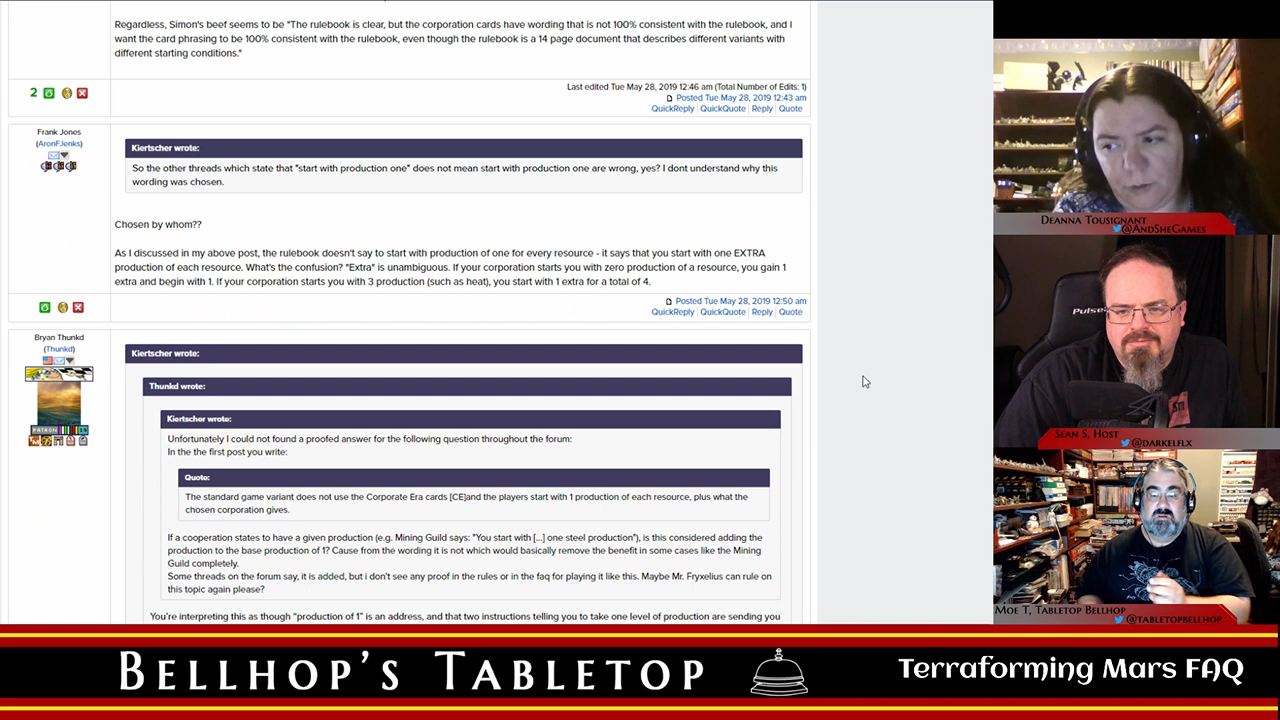 Regardless, Simon's beef seems to be "The rulebook is clear, but the corporation cards have wording that is not 100% consistent with the rulebook, and I
want the card phrasing to be 100% consistent with the rulebook, even though the rulebook is a 14 page document that describes different variants with
different starting conditions."
2
Last edited Tue May 28, 2019 12:46 am (Total Number of Edits: 1)
Posted Tue May 28, 2019 12:43 am
QuickReply QuickQuote Reply Quote
Frank Jones
(AronFJenks)
Kiertscher wrote:
So the other threads which state that "start with production one" does not mean start with production one are wrong, yes? I dont understand why this
wording was chosen.
Chosen by whom??
As I discussed in my above post, the rulebook doesn't say to start with production of one for every resource - it says that you start with one EXTRA
production of each resource. What's the confusion? "Extra" is unambiguous. If your corporation starts you with zero production of a resource, you gain 1
extra and begin with 1. If your corporation starts you with 3 production (such as heat), you start with 1 extra for a total of 4.
Posted Tue May 28, 2019 12:50 am
QuickReply QuickQuote Reply Quote
Bryan Thunkd
(Thunkd)
PATRON
Kiertscher wrote:
Thunkd wrote:
Kiertscher wrote:
Unfortunately I could not found a proofed answer for the following question throughout the forum:
In the the first post you write:
Quote:
The standard game variant does not use the Corporate Era cards [CE]and the players start with 1 production of each resource, plus what the
chosen corporation gives.
If a cooperation states to have a given production (e.g. Mining Guild says: "You start with [...] one steel production"), is this considered adding the
production to the base production of 1? Cause from the wording it is not which would basically remove the benefit in some cases like the Mining
Guild completely.
Some threads on the forum say, it is added, but i don't see any proof in the rules or in the faq for playing it like this. Maybe Mr. Fryxelius can rule on
this topic again please?
You're interpreting this as though "production of 1" is an address, and that two instructions telling you to take one level of production are sending you
Deanna Tousignant
@AndSheGames
Pulse
Sean S, Host
@darkelflx
Moe T, Tabletop Bellhop
@tabletopbellhop
Bellhop's Tabletop
Terraforming Mars FAQ